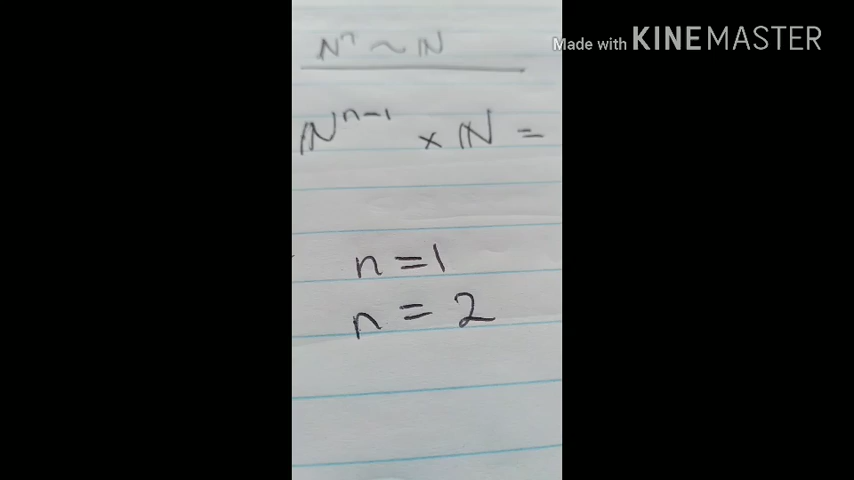 Made with KINEMASTER
ℕⁿ ~ ℕ
ℕⁿ⁻¹ × ℕ =
n = 1
n = 2